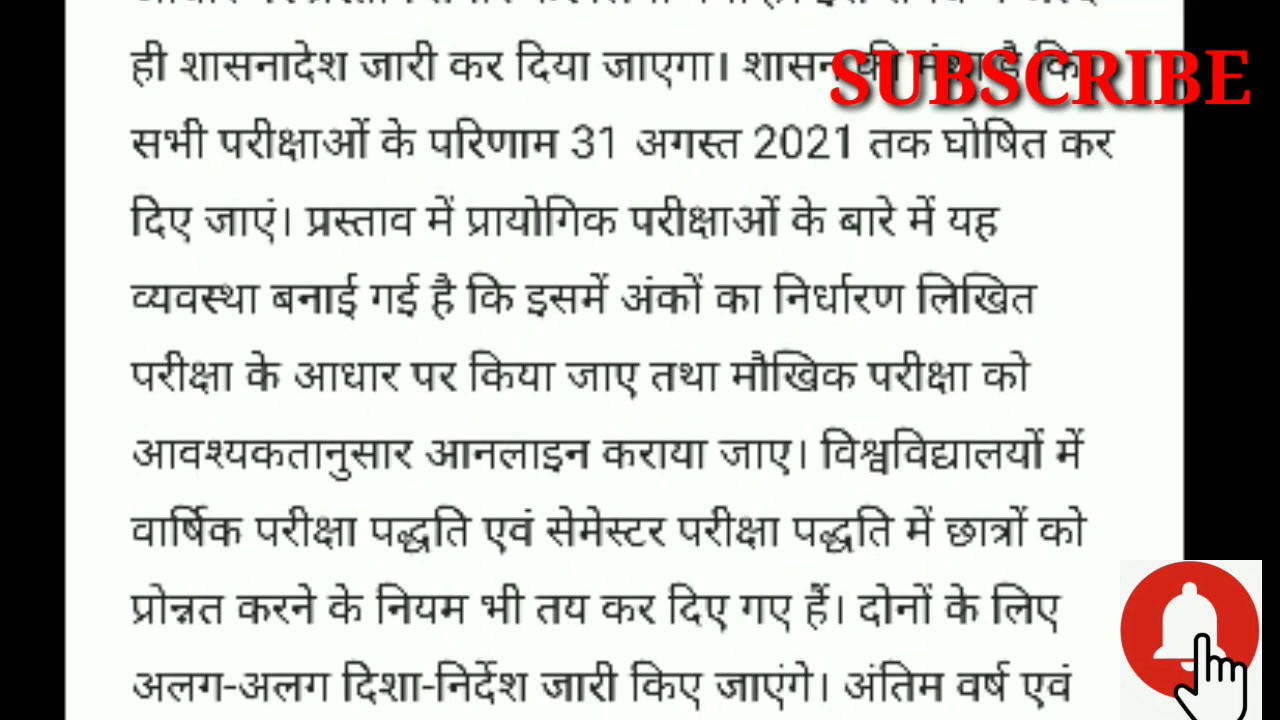 ही शासनादेश जारी कर दिया जाएगा। शासन की मंशा है कि
SUBSCRIBE
सभी परीक्षाओं के परिणाम 31 अगस्त 2021 तक घोषित कर
दिए जाएं। प्रस्ताव में प्रायोगिक परीक्षाओं के बारे में यह
व्यवस्था बनाई गई है कि इसमें अंकों का निर्धारण लिखित
परीक्षा के आधार पर किया जाए तथा मौखिक परीक्षा को
आवश्यकतानुसार आनलाइन कराया जाए। विश्वविद्यालयों में
वार्षिक परीक्षा पद्धति एवं सेमेस्टर परीक्षा पद्धति में छात्रों को
प्रोन्नत करने के नियम भी तय कर दिए गए हैं। दोनों के लिए
अलग-अलग दिशा-निर्देश जारी किए जाएंगे। अंतिम वर्ष एवं